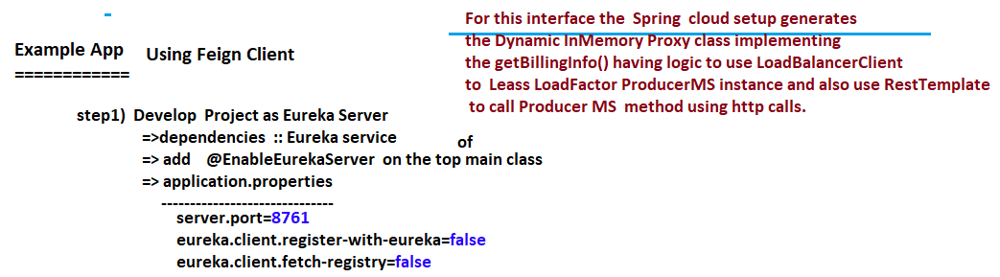 For this interface the  Spring  cloud setup generates
the Dynamic InMemory Proxy class implementing
the getBillingInfo() having logic to use LoadBalancerClient
to  Leass LoadFactor ProducerMS instance and also use RestTemplate
to call Producer MS  method using http calls.
Example App   Using Feign Client
============
step1)  Develop  Project as Eureka Server
=>dependencies  :: Eureka service
=> add    @EnableEurekaServer  on the top of main class
=> application.properties
------------------------------
server.port=8761
eureka.client.register-with-eureka=false
eureka.client.fetch-registry=false